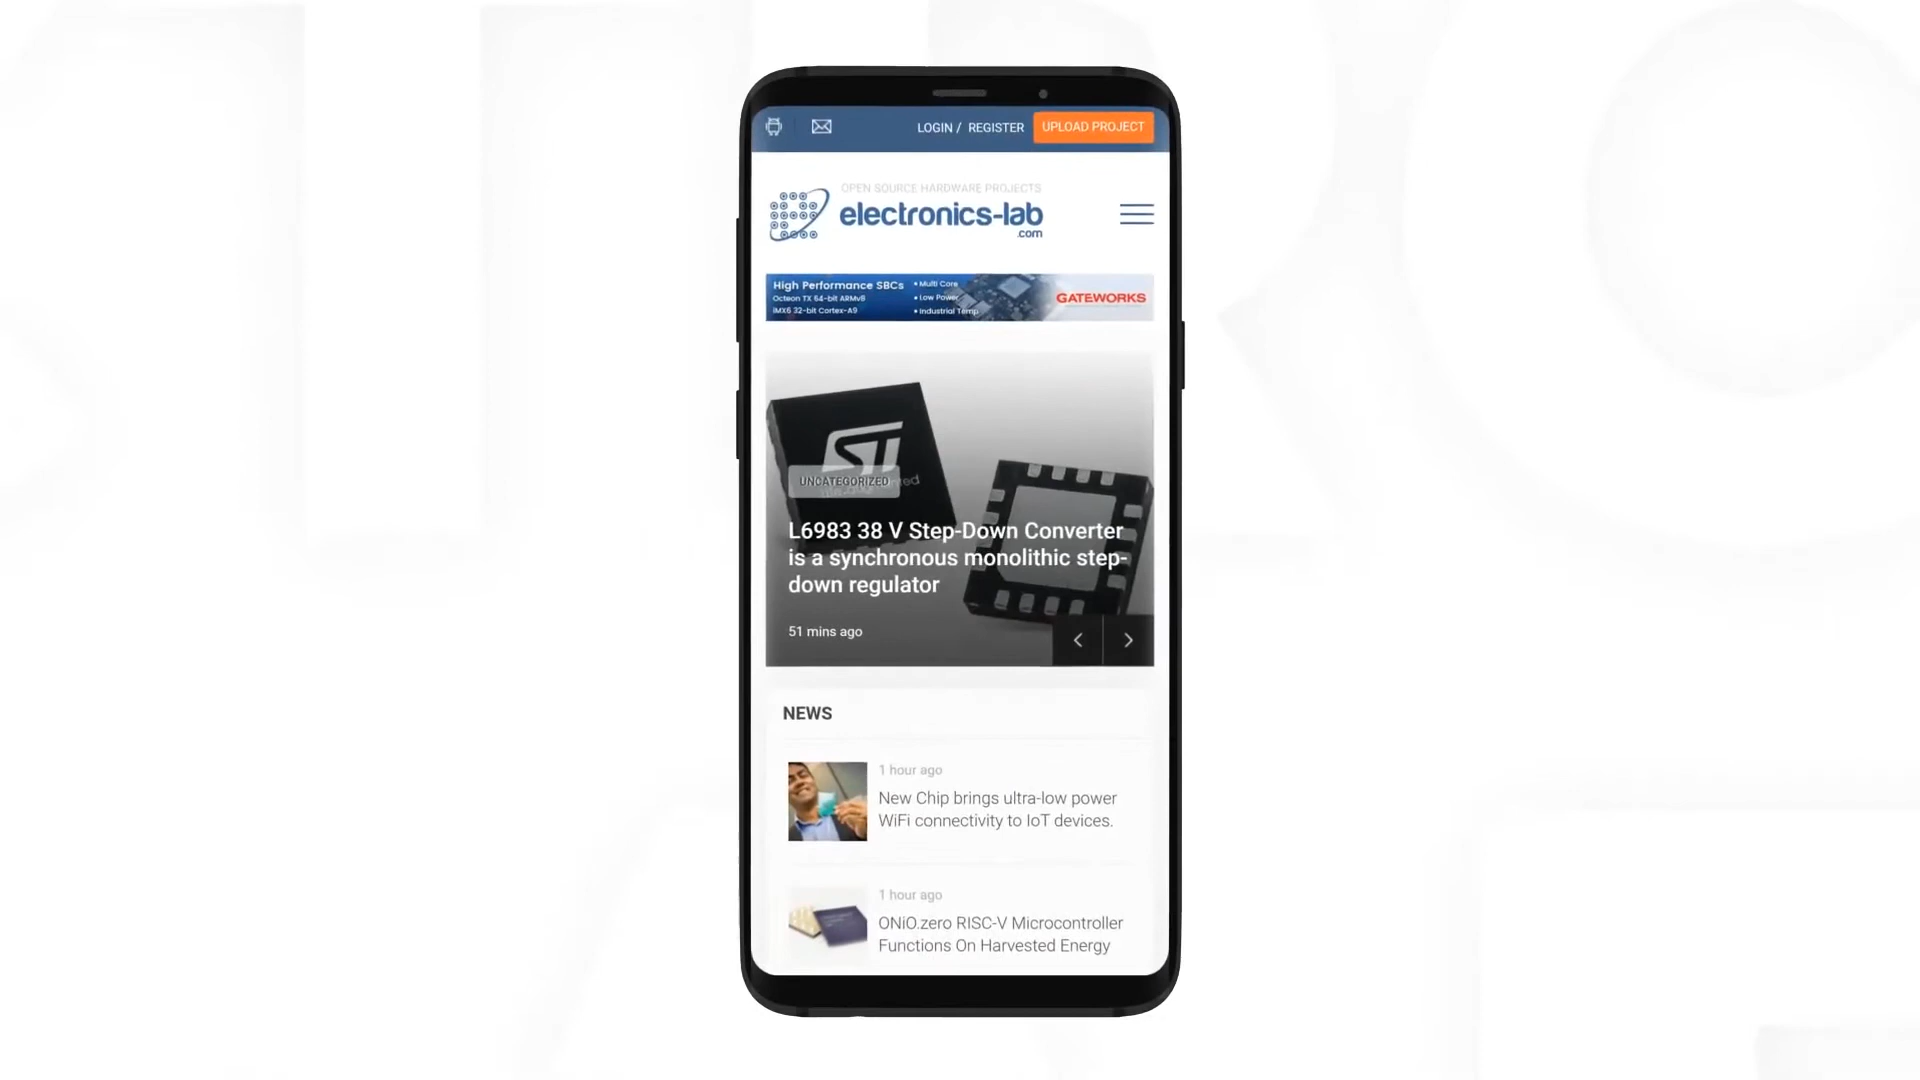 LOGIN / REGISTER
UPLOAD PROJECT
OPEN SOURCE HARDWARE PROJECTS
electronics-lab
.com
High Performance SBCs
Octeon TX 64-bit ARMv8
iMX6 32-bit Cortex-A9
• Multi Core
• Low Power
• Industrial Temp
GATEWORKS
ST
UNCATEGORIZED
L6983 38 V Step-Down Converter
is a synchronous monolithic step-
down regulator
51 mins ago
NEWS
1 hour ago
New Chip brings ultra-low power
WiFi connectivity to IoT devices.
1 hour ago
ONiO.zero RISC-V Microcontroller
Functions On Harvested Energy